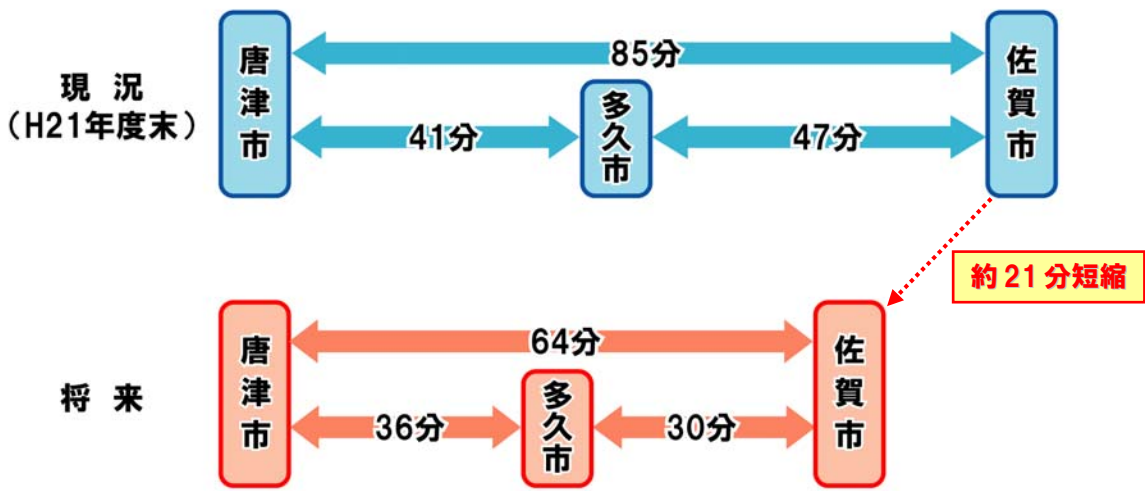 現況
（H21年度末）
唐津市
85分
41分
多久市
47分
佐賀市
約21分短縮
将来
唐津市
64分
36分
多久市
30分
佐賀市